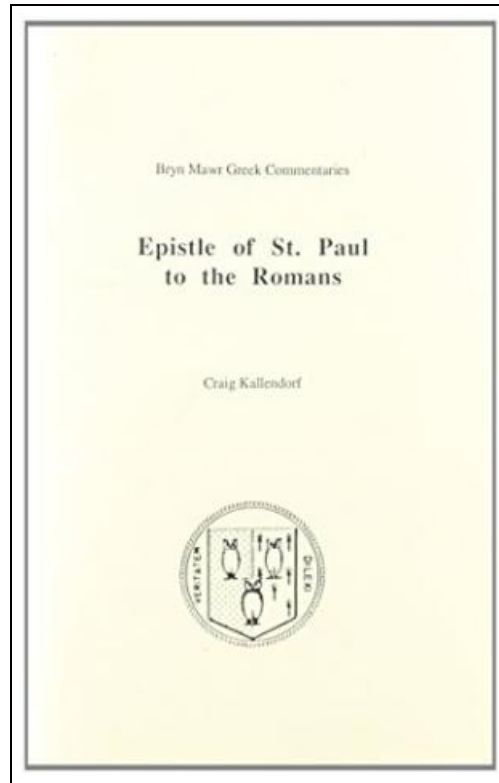 Bryn Mawr Greek Commentaries
Epistle of St. Paul
to the Romans
Craig Kallendorf
VERITATEM DILEXI